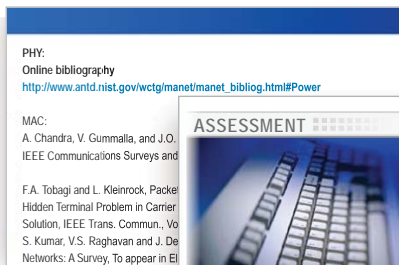 PHY:
Online bibliography
http://www.antd.nist.gov/wctg/manet/manet_bibliog.html#Power
MAC:
A. Chandra, V. Gummalla, and J.O.
IEEE Communications Surveys and
F.A. Tobagi and L. Kleinrock, Packet
Hidden Terminal Problem in Carrier
Solution, IEEE Trans. Commun., Vo
S. Kumar, V.S. Raghavan and J. De
Networks: A Survey, To appear in El
ASSESSMENT